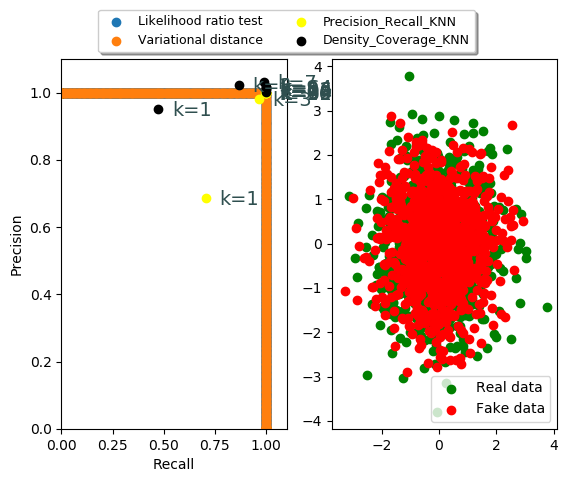 Likelihood ratio test
Variational distance
Precision_Recall_KNN
Density_Coverage_KNN
1.0
0.8
0.6
0.4
0.2
0.0
Precision
k=1
k=7
k=3
k=1
0.00
0.25
0.50
0.75
1.00
Recall
4
3
2
1
0
−1
−2
−3
−4
Real data
Fake data
−2
0
2
4